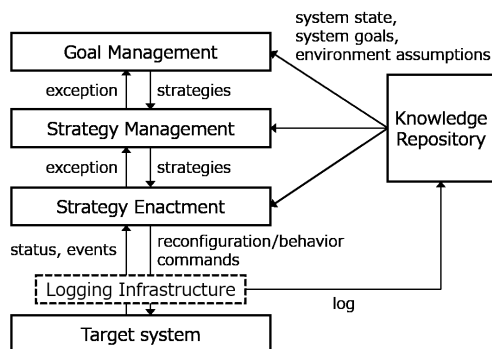 system state,
system goals,
environment assumptions
Goal Management
exception
strategies
Knowledge
Repository
Strategy Management
exception
strategies
Strategy Enactment
status, events
reconfiguration/behavior
commands
Logging Infrastructure
log
Target system